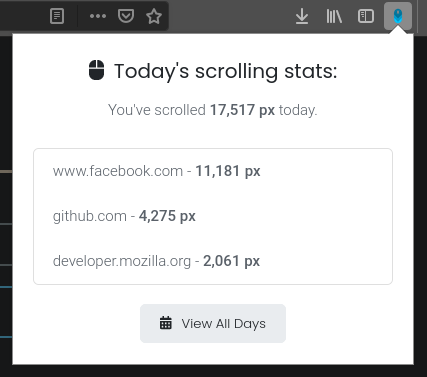 Today's scrolling stats:
You've scrolled 17,517 px today.
www.facebook.com - 11,181 px
github.com - 4,275 px
developer.mozilla.org - 2,061 px
View All Days